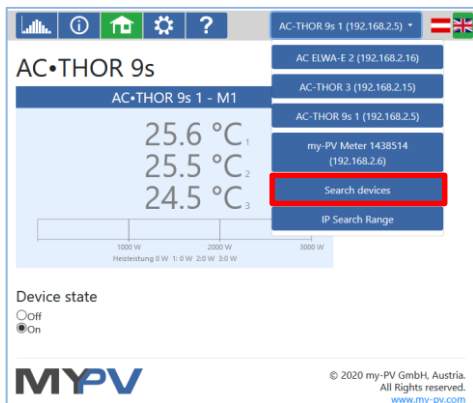 ?
AC-THOR 9s 1 (192.168.2.5)
AC•THOR 9s
AC ELWA-E 2 (192.168.2.16)
AC-THOR 3 (192.168.2.15)
AC-THOR 9s 1 (192.168.2.5)
my-PV Meter 1438514
(192.168.2.6)
Search devices
IP Search Range
AC•THOR 9s 1 - M1
25.6 °C 1
25.5 °C 2
24.5 °C 3
1000 W 2000 W 3000 W
Heizleistung 0 W 1: 0 W 2:0 W 3:0 W
Device state
Off
On
MYPV
© 2020 my-PV GmbH, Austria.
All Rights reserved.
www.my-pv.com